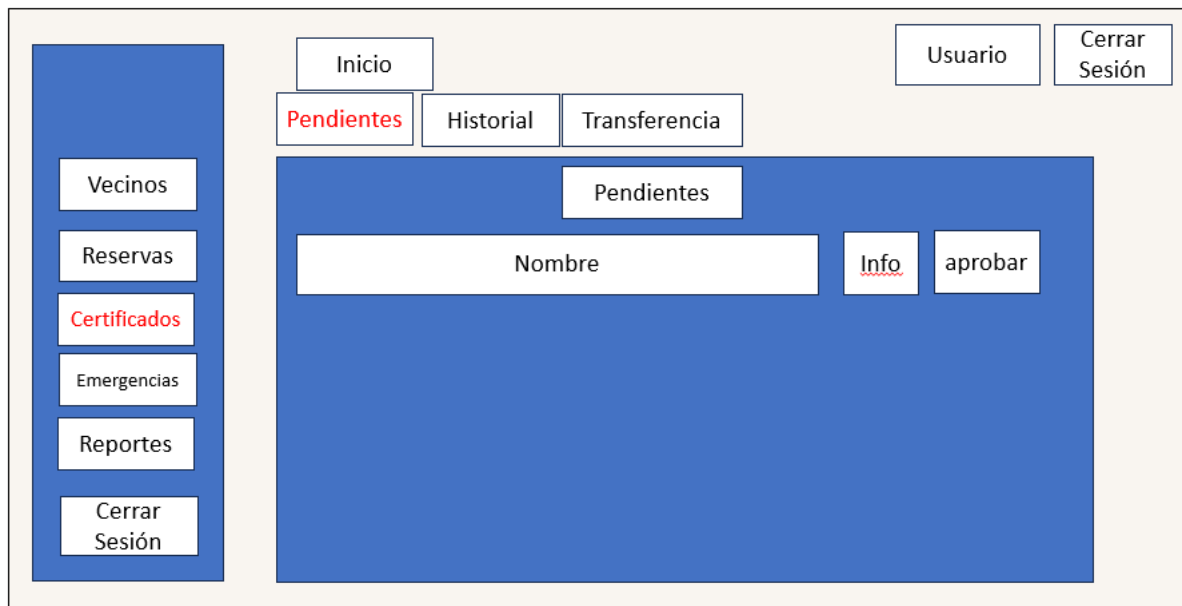 Inicio
Usuario
Cerrar
Sesión
Pendientes
Historial
Transferencia
Vecinos
Reservas
Certificados
Emergencias
Reportes
Cerrar
Sesión
Pendientes
Nombre
Info
aprobar